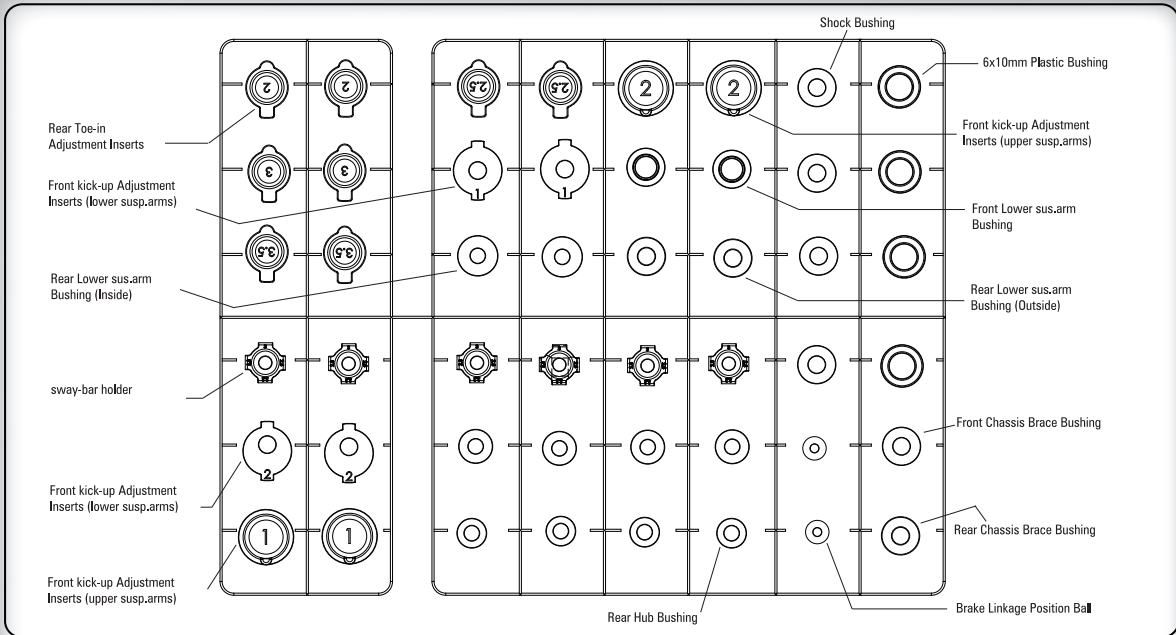 Shock Bushing
6x10mm Plastic Bushing
2 2 2.5 2.5 2 2
Rear Toe-in
Adjustment Inserts
Front kick-up Adjustment
Inserts (upper susp.arms)
3 3 1 1
Front kick-up Adjustment
Inserts (lower susp.arms)
Front Lower sus.arm
Bushing
3.5 3.5
Rear Lower sus.arm
Bushing (Inside)
Rear Lower sus.arm
Bushing (Outside)
sway-bar holder
Front Chassis Brace Bushing
2 2
Front kick-up Adjustment
Inserts (lower susp.arms)
1 1
Rear Chassis Brace Bushing
Front kick-up Adjustment
Inserts (upper susp.arms)
Rear Hub Bushing
Brake Linkage Position Ball